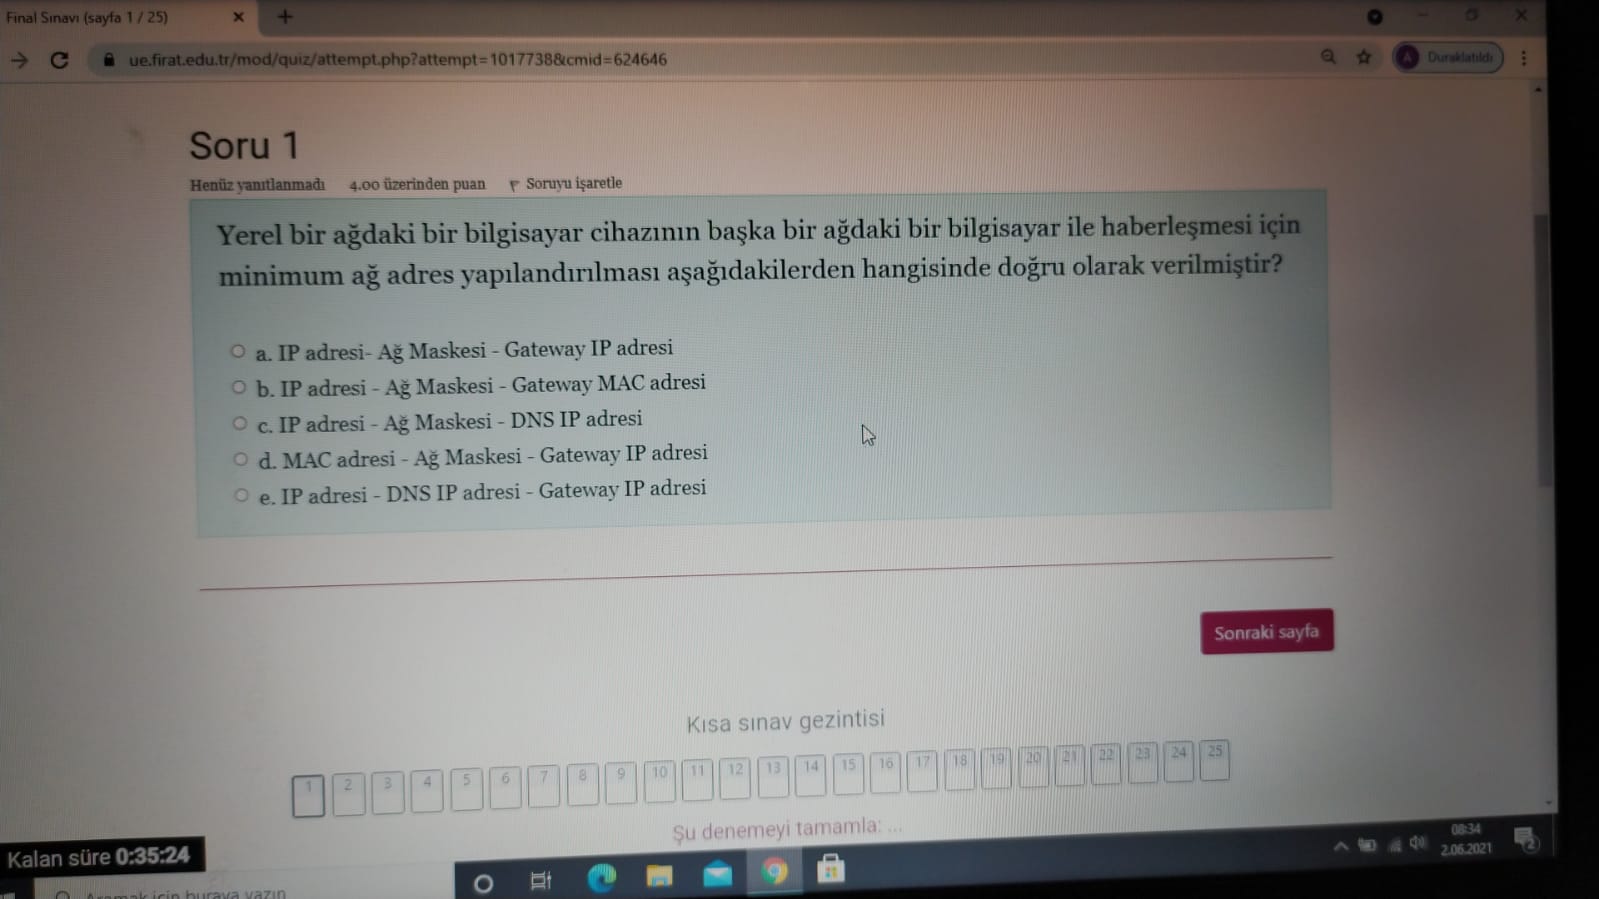 Final Sınavı (sayfa 1 / 25)
ue.firat.edu.tr/mod/quiz/attempt.php?attempt=1017738&cmid=624646
A Duraklatıldı
Soru 1
Henüz yanıtlanmadı 4.00 üzerinden puan Soruyu işaretle
Yerel bir ağdaki bir bilgisayar cihazının başka bir ağdaki bir bilgisayar ile haberleşmesi için
minimum ağ adres yapılandırılması aşağıdakilerden hangisinde doğru olarak verilmiştir?
a. IP adresi- Ağ Maskesi - Gateway IP adresi
b. IP adresi - Ağ Maskesi - Gateway MAC adresi
c. IP adresi - Ağ Maskesi - DNS IP adresi
d. MAC adresi - Ağ Maskesi - Gateway IP adresi
e. IP adresi - DNS IP adresi - Gateway IP adresi
Sonraki sayfa
Kısa sınav gezintisi
1 2 3 4 5 6 7 8 9 10 11 12 13 14 15 16 17 18 19 20 21 22 23 24 25
Şu denemeyi tamamla: ...
Kalan süre 0:35:24
Aramak için buraya yazın
08:34
2.06.2021
2